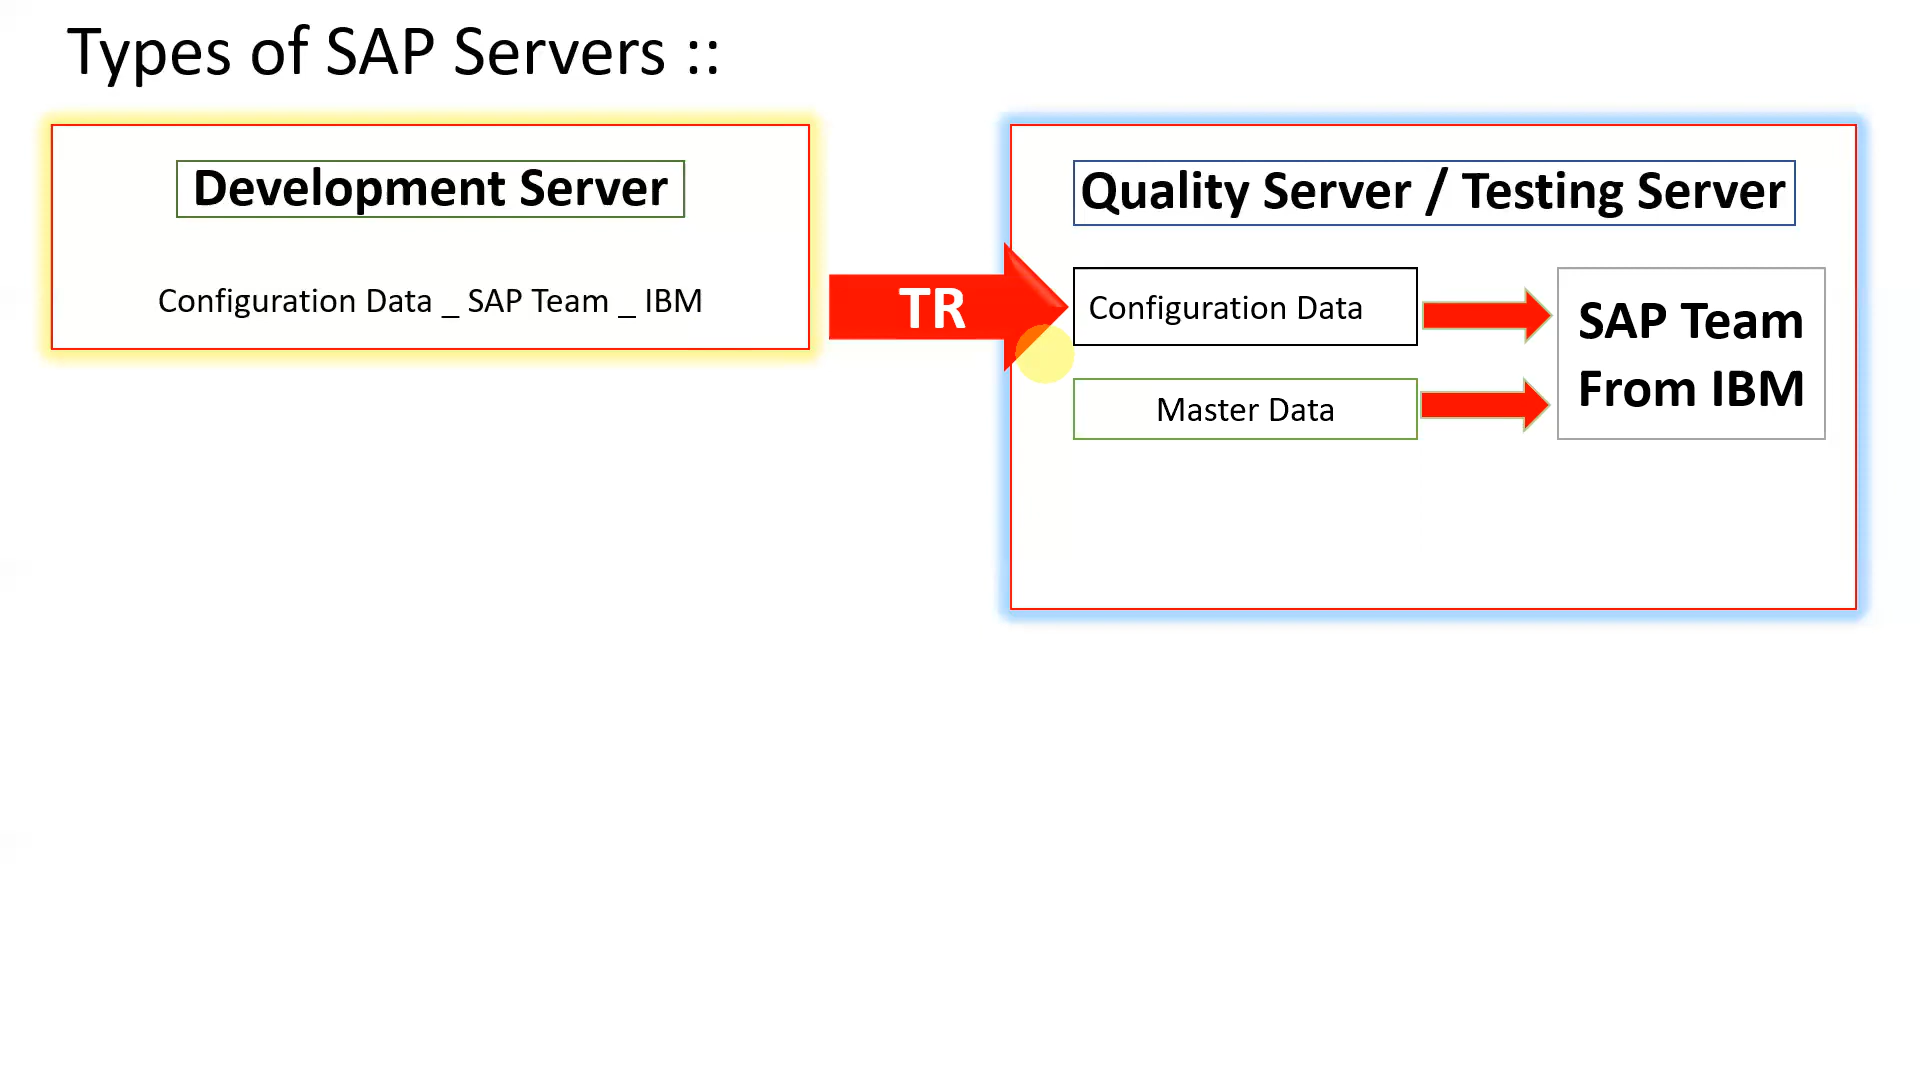 Types of SAP Servers ::
Development Server
Configuration Data _ SAP Team _ IBM
TR
Quality Server / Testing Server
Configuration Data
Master Data
SAP Team
From IBM